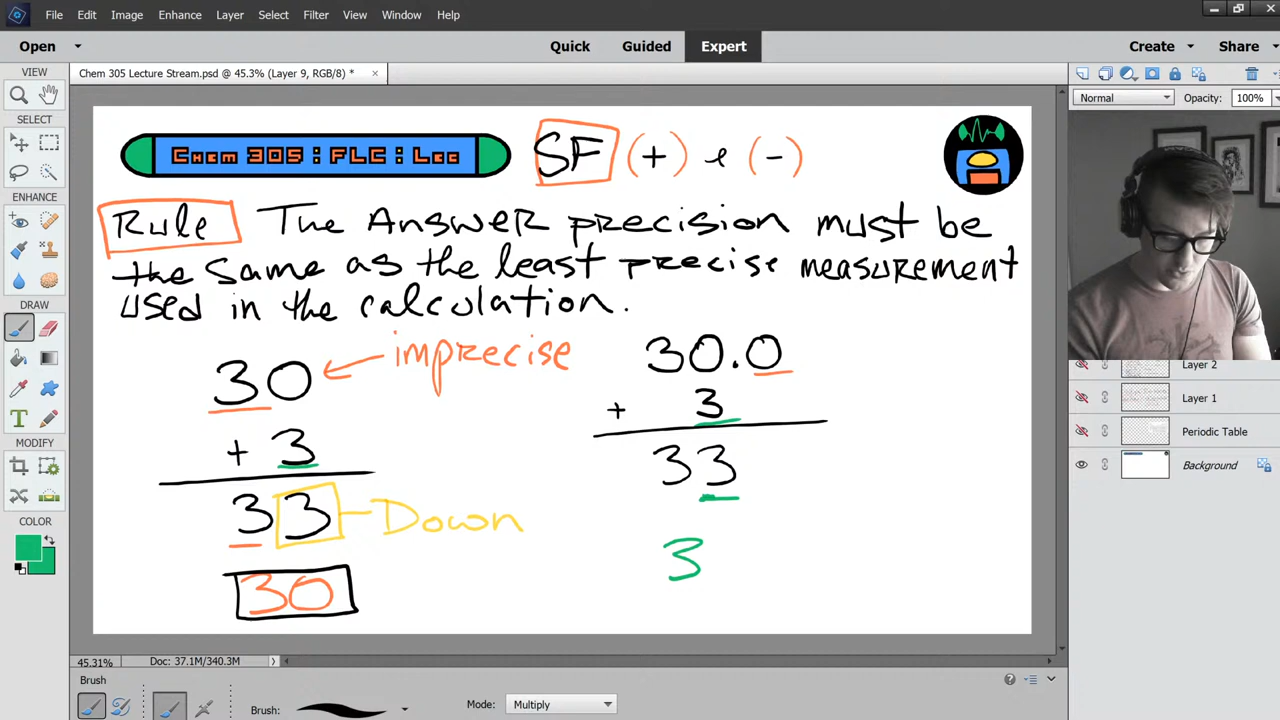 File Edit Image Enhance Layer Select Filter View Window Help
Open Quick Guided Expert Create Share
Chem 305 Lecture Stream.psd @ 45.3% (Layer 9, RGB/8) * ×
VIEW
SELECT
ENHANCE
DRAW
MODIFY
COLOR
Normal Opacity: 100%
Layer 2
Layer 1
Periodic Table
Background
Chem 305 : FLC : Lec
SF (+) e (-)
Rule The Answer precision must be
the same as the least precise measurement
used in the calculation.
30 imprecise
+ 3
33 Down
30
30.0
+ 3
33
3
45.31% Doc: 37.1M/340.3M
Brush
Brush: Mode: Multiply